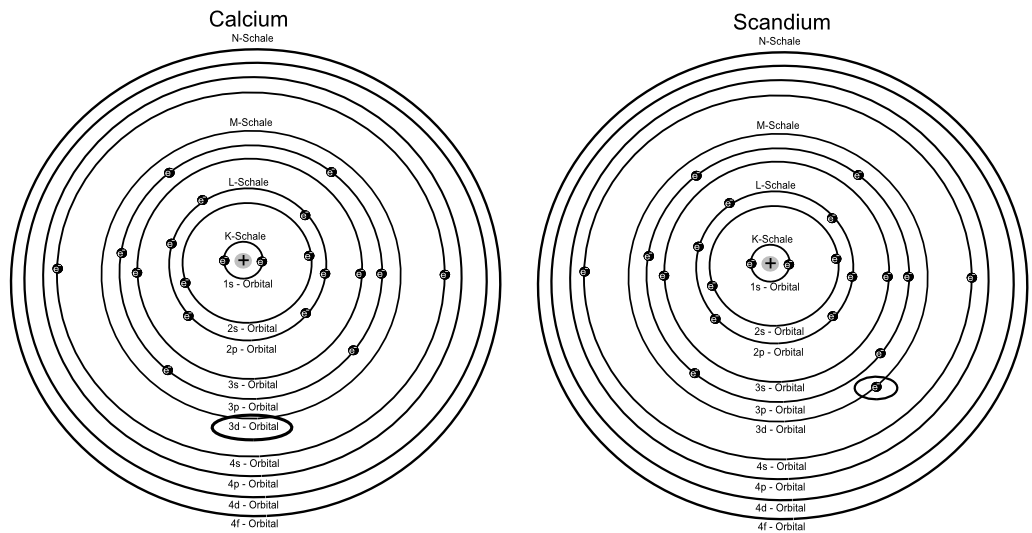 Calcium
N-Schale
M-Schale
L-Schale
K-Schale
+
1s - Orbital
2s - Orbital
2p - Orbital
3s - Orbital
3p - Orbital
3d - Orbital
4s - Orbital
4p - Orbital
4d - Orbital
4f - Orbital
Scandium
N-Schale
M-Schale
L-Schale
K-Schale
+
1s - Orbital
2s - Orbital
2p - Orbital
3s - Orbital
3p - Orbital
3d - Orbital
4s - Orbital
4p - Orbital
4d - Orbital
4f - Orbital